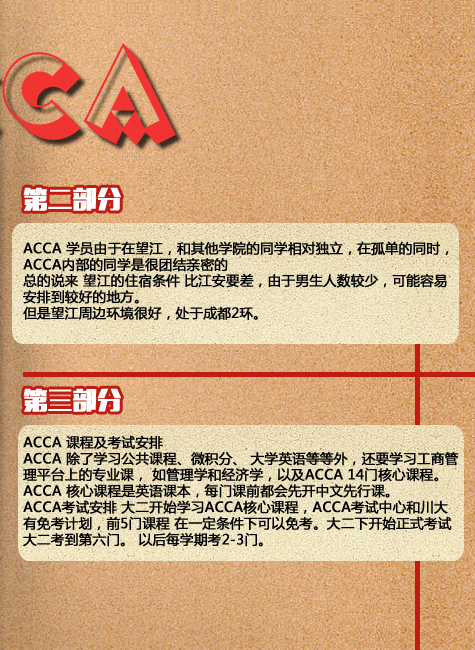 CCA
第二部分
ACCA 学员由于在望江，和其他学院的同学相对独立，在孤单的同时，
ACCA内部的同学是很团结亲密的
总的说来 望江的住宿条件 比江安要差，由于男生人数较少，可能容易
安排到较好的地方。
但是望江周边环境很好，处于成都2环。
第三部分
ACCA 课程及考试安排
ACCA 除了学习公共课程、微积分、 大学英语等等外，还要学习工商管
理平台上的专业课， 如管理学和经济学，以及ACCA 14门核心课程。
ACCA 核心课程是英语课本，每门课前都会先开中文先行课。
ACCA考试安排 大二开始学习ACCA核心课程，ACCA考试中心和川大
有免考计划，前5门课程 在一定条件下可以免考。大二下开始正式考试
大二考到第六门。 以后每学期考2-3门。